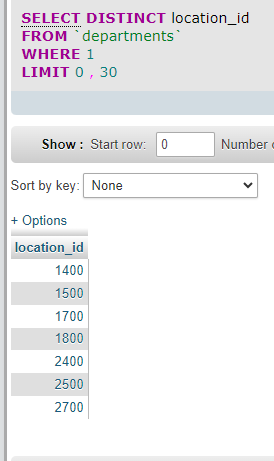 SELECT DISTINCT location_id
FROM `departments`
WHERE 1
LIMIT 0 , 30
Show : Start row: 0 Number
Sort by key: None
+ Options
location_id
1400
1500
1700
1800
2400
2500
2700